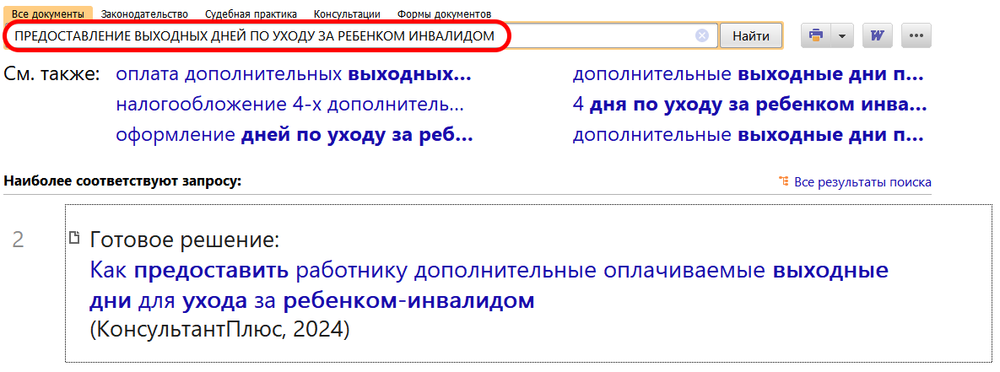 Все документы Законодательство Судебная практика Консультации Формы документов
ПРЕДОСТАВЛЕНИЕ ВЫХОДНЫХ ДНЕЙ ПО УХОДУ ЗА РЕБЕНКОМ ИНВАЛИДОМ Найти W
См. также: оплата дополнительных выходных... дополнительные выходные дни п...
налогообложение 4-х дополнитель... 4 дня по уходу за ребенком инва...
оформление дней по уходу за реб... дополнительные выходные дни п...
Наиболее соответствуют запросу: Все результаты поиска
2 Готовое решение:
Как предоставить работнику дополнительные оплачиваемые выходные
дни для ухода за ребенком-инвалидом
(КонсультантПлюс, 2024)